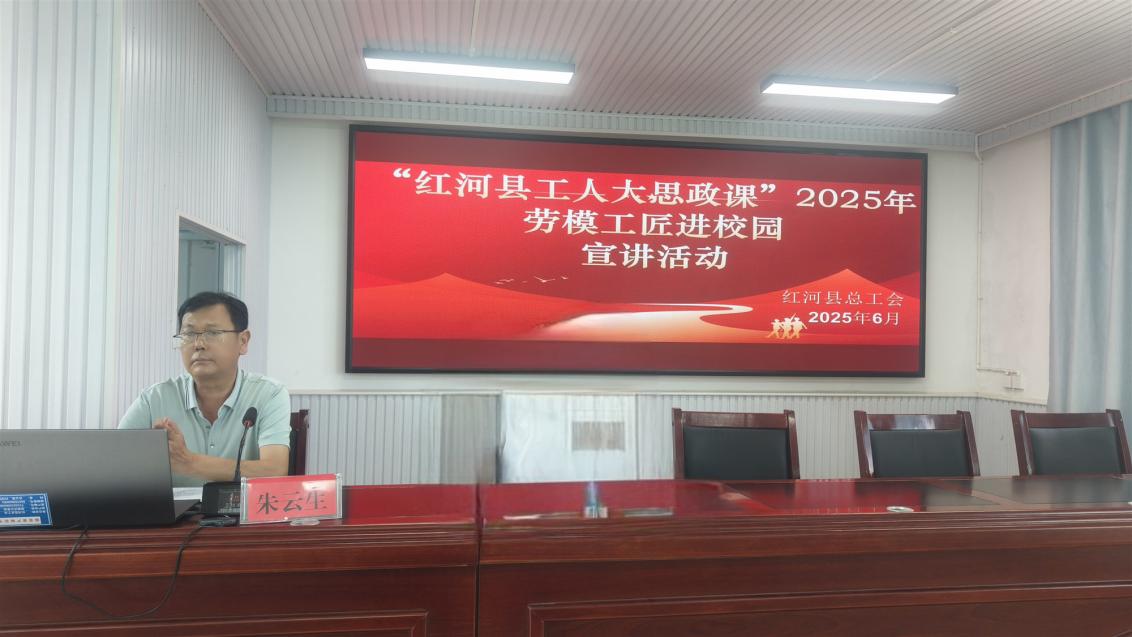 “红河县工人大思政课”2025年
劳模工匠进校园
宣讲活动
红河县总工会
2025年6月
朱云生